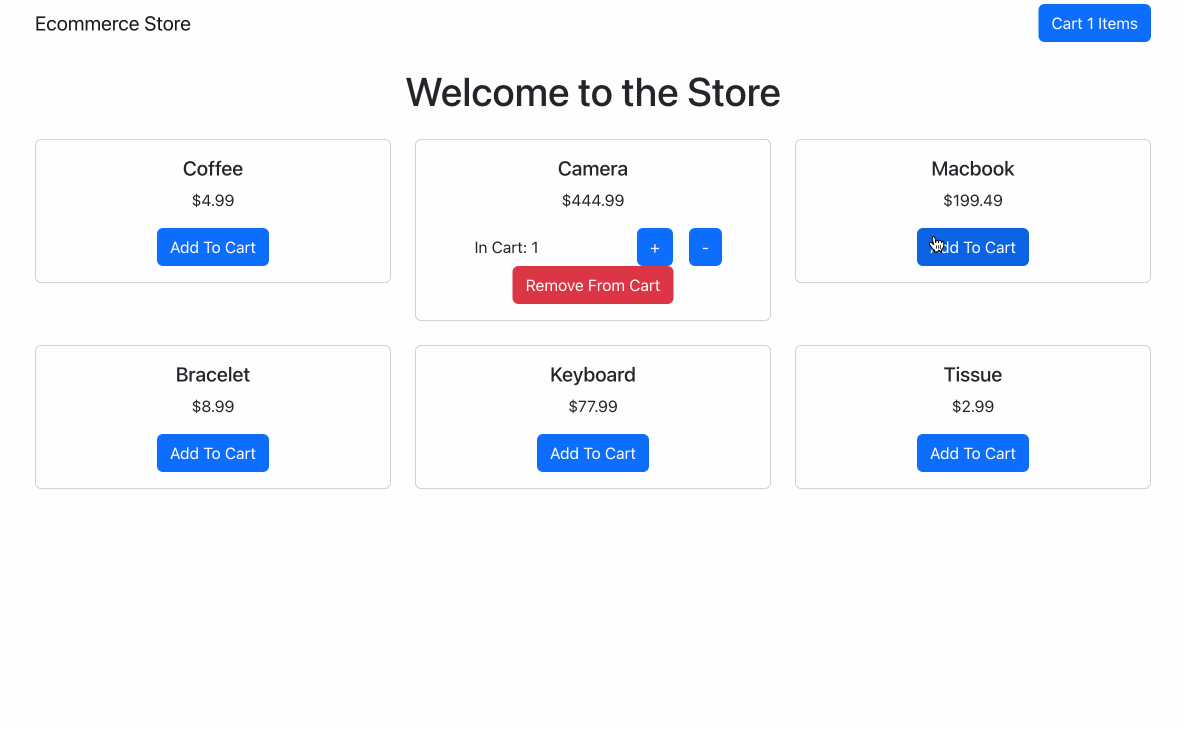 Ecommerce Store
Cart 1 Items
Welcome to the Store
Coffee
$4.99
Add To Cart
Camera
$444.99
In Cart: 1
+
-
Remove From Cart
Macbook
$199.49
Add To Cart
Bracelet
$8.99
Add To Cart
Keyboard
$77.99
Add To Cart
Tissue
$2.99
Add To Cart